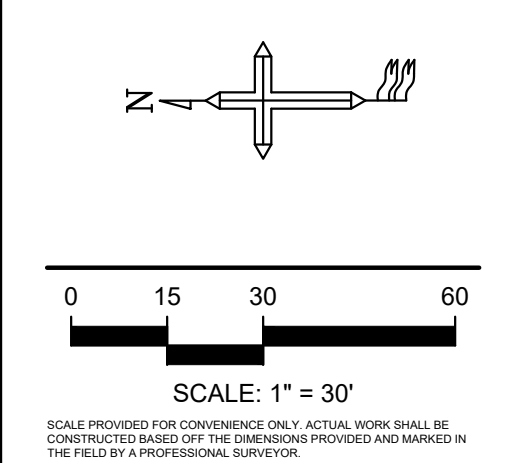 N
0 15 30 60
SCALE: 1" = 30'
SCALE PROVIDED FOR CONVENIENCE ONLY. ACTUAL WORK SHALL BE
CONSTRUCTED BASED OFF THE DIMENSIONS PROVIDED AND MARKED IN
THE FIELD BY A PROFESSIONAL SURVEYOR.